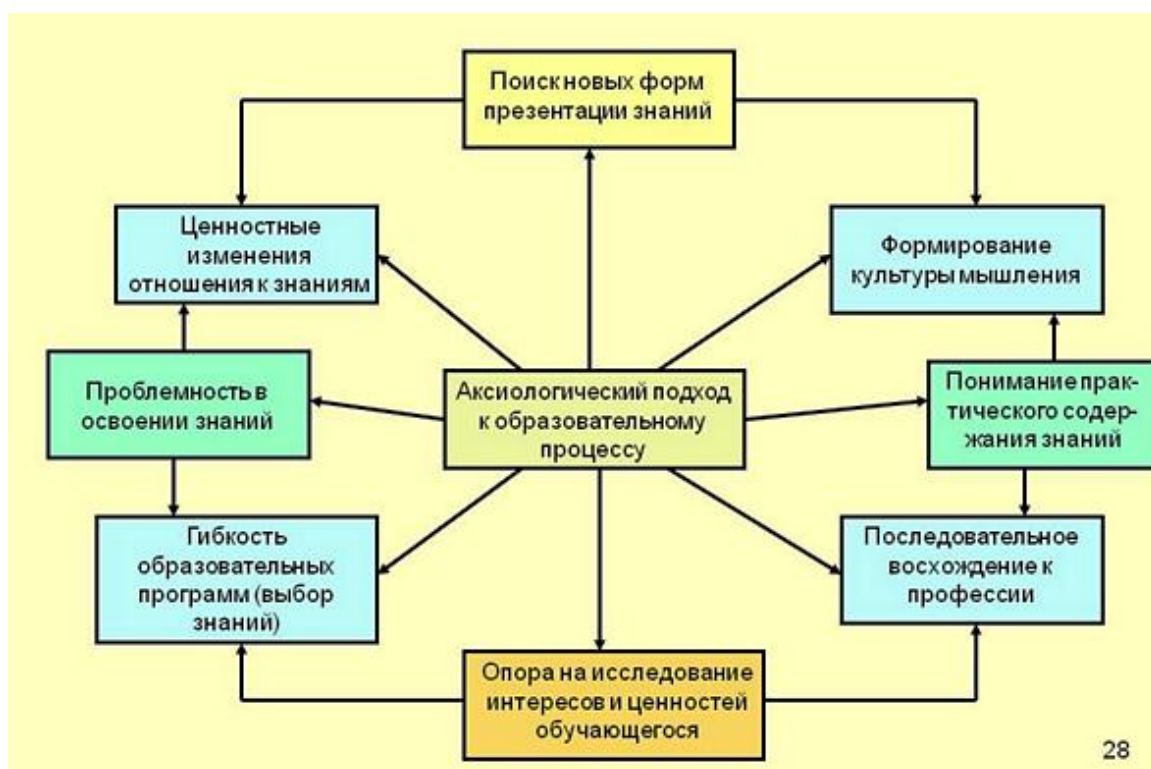 Поиск новых форм
презентации знаний
Ценностные
изменения
отношения к знаниям
Формирование
культуры мышления
Проблемность в
освоении знаний
Аксиологический подход
к образовательному
процессу
Понимание прак-
тического содер-
жания знаний
Гибкость
образовательных
программ (выбор
знаний)
Последовательное
восхождение к
профессии
Опора на исследование
интересов и ценностей
обучающегося
28